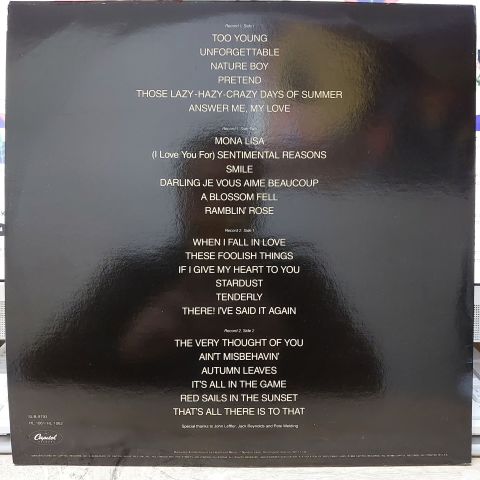 Record 1, Side 1
TOO YOUNG
UNFORGETTABLE
NATURE BOY
PRETEND
THOSE LAZY-HAZY-CRAZY DAYS OF SUMMER
ANSWER ME, MY LOVE
Record 1, Side Two
MONA LISA
(I Love You For) SENTIMENTAL REASONS
SMILE
DARLING JE VOUS AIME BEAUCOUP
A BLOSSOM FELL
RAMBLIN' ROSE
Record 2, Side 1
WHEN I FALL IN LOVE
THESE FOOLISH THINGS
IF I GIVE MY HEART TO YOU
STARDUST
TENDERLY
THERE! I'VE SAID IT AGAIN
Record 2, Side 2
THE VERY THOUGHT OF YOU
AIN'T MISBEHAVIN'
AUTUMN LEAVES
IT'S ALL IN THE GAME
RED SAILS IN THE SUNSET
THAT'S ALL THERE IS TO THAT
Special thanks to John Leffler, Jack Reynolds and Pete Welding
Capitol